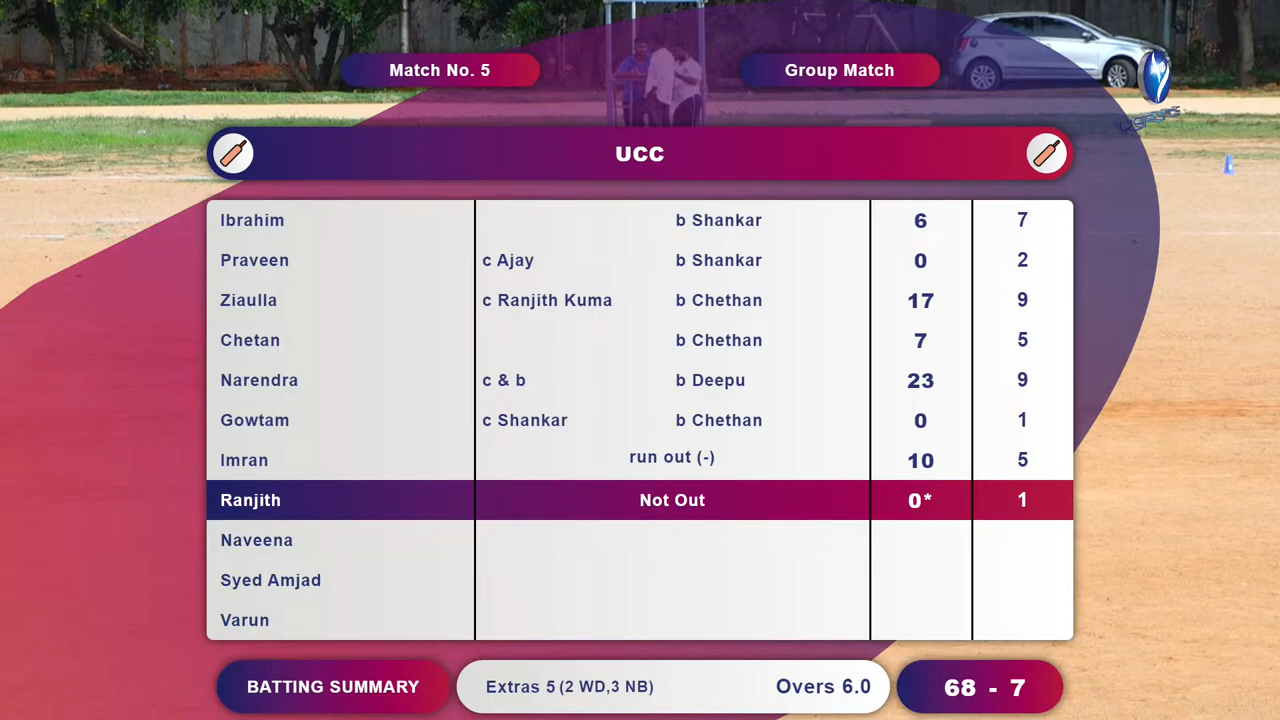 Match No. 5
Group Match
UCC
Ibrahim b Shankar 6 7
Praveen c Ajay b Shankar 0 2
Ziaulla c Ranjith Kuma b Chethan 17 9
Chetan b Chethan 7 5
Narendra c & b b Deepu 23 9
Gowtam c Shankar b Chethan 0 1
Imran run out (-) 10 5
Ranjith Not Out 0* 1
Naveena
Syed Amjad
Varun
BATTING SUMMARY Extras 5 (2 WD,3 NB) Overs 6.0 68 - 7